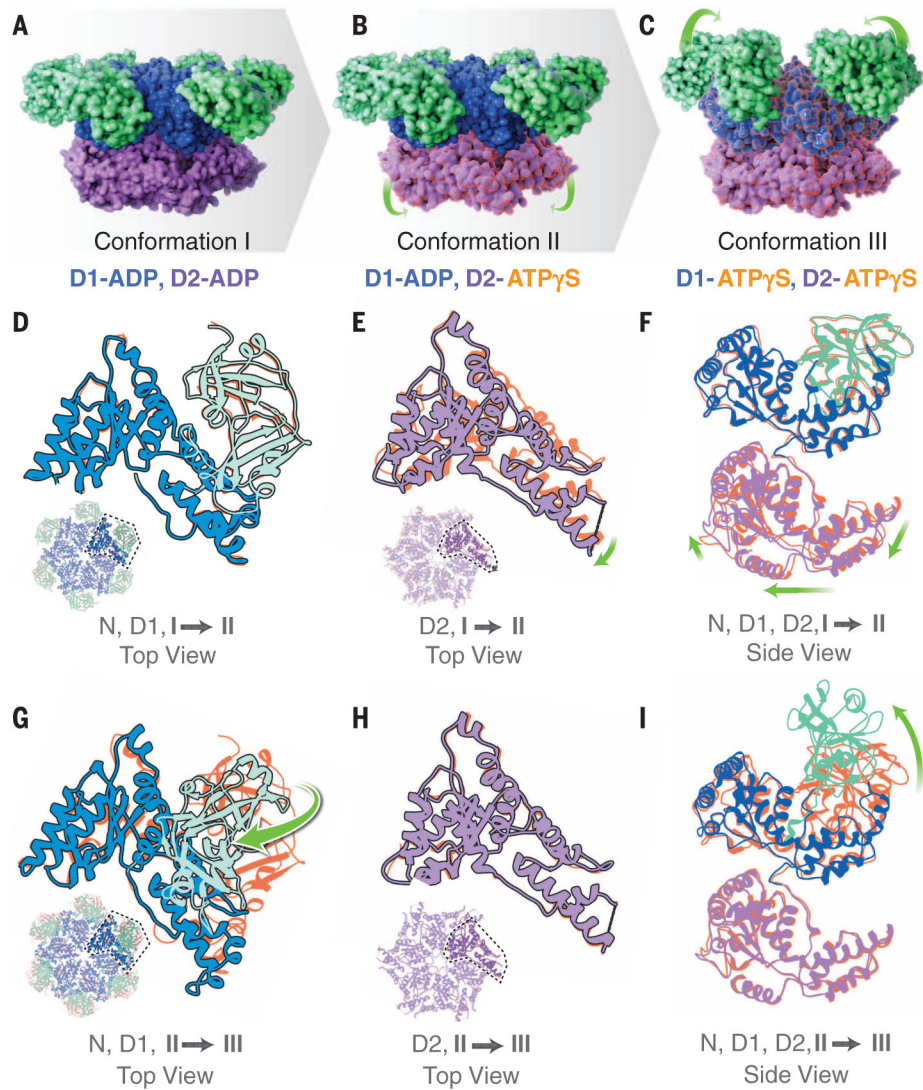 A
B
C
Conformation I
Conformation II
Conformation III
D1-ADP, D2-ADP
D1-ADP, D2-ATPγS
D1-ATPγS, D2-ATPγS
D
E
F
N, D1, I → II
Top View
D2, I → II
Top View
N, D1, D2, I → II
Side View
G
H
I
N, D1, II → III
Top View
D2, II → III
Top View
N, D1, D2, II → III
Side View